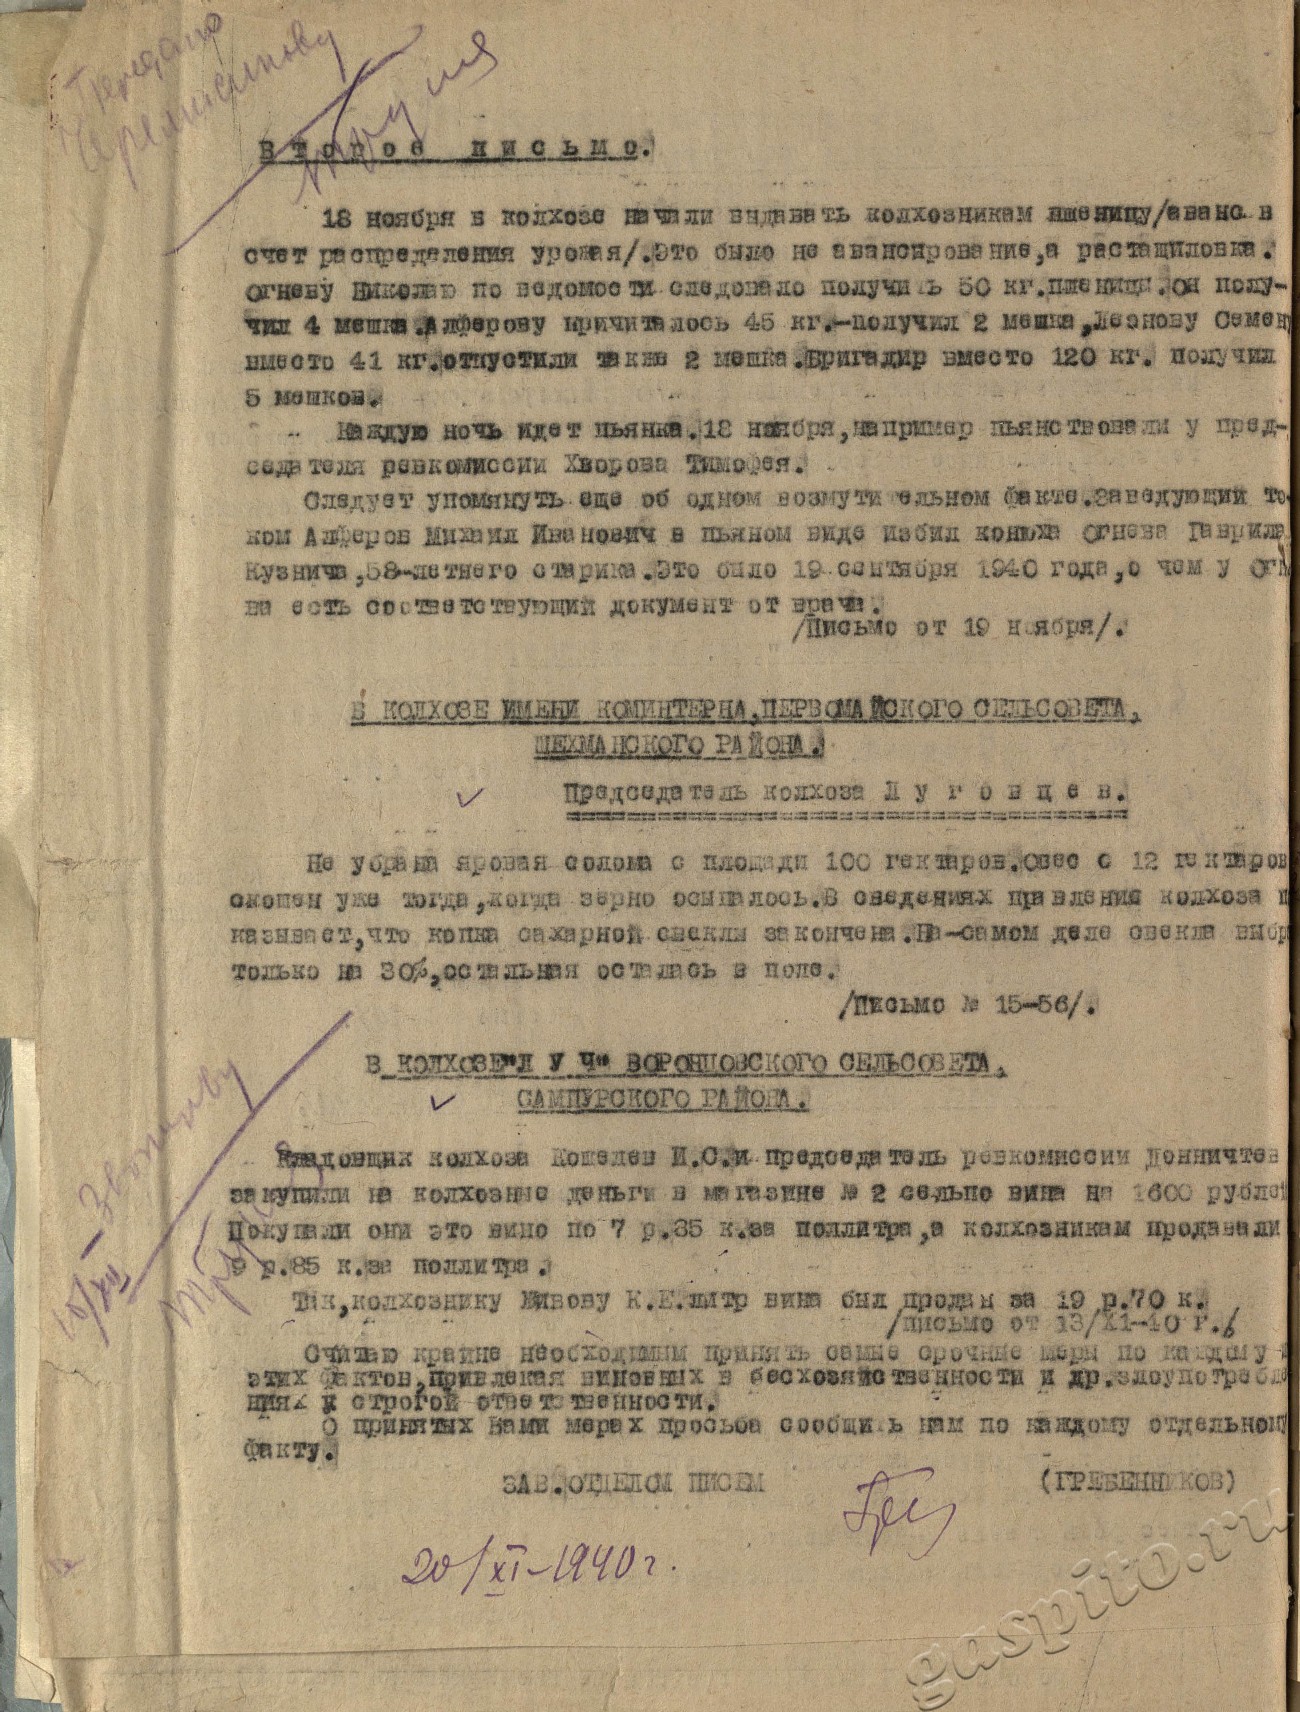 Передано
Второе письмо.
18 ноября в колхозе начали выдавать колхозникам пшеницу/аванс в
счет распределения урожая/.Это было не авансирование,а растащиловка.
Огневу Николаю по ведомости следовало получить 50 кг.пшеницы.Он полу-
чил 4 мешка.Алферову причиталось 45 кг.-получил 2 мешка,Леонову Семену
вместо 41 кг.отпустили также 2 мешка.Бригадир вместо 120 кг. получил
5 мешков.
Каждую ночь идет пьянка.18 ноября,например пьянствовали у пред-
седателя ревкомиссии Хворова Тимофея.
Следует упомянуть еще об одном возмутительном факте.Заведующий то-
ком Алферов Михаил Иванович в пьяном виде избил конюха Огнева Гаврила
Кузмича,58-летнего старика.Это было 19 сентября 1940 года,о чем у Огне
ва есть соответствующий документ от врача.
/Письмо от 19 ноября/.
В КОЛХОЗЕ ИМЕНИ КОМИНТЕРНА,ПЕРВОМАЙСКОГО СЕЛЬСОВЕТА,
ШЕХМАНСКОГО РАЙОНА.
Председатель колхоза Л у г о в ц е в.
Не убрана яровая солома с площади 100 гектаров.Овес с 12 гектаров
скошен уже тогда,когда зерно осыпалось.В сведениях правление колхоза п
казывает,что копка сахарной свеклы закончена.На-самом деле свекла выбр
только на 30%,остальная осталась в поле.
/Письмо № 15-56/.
В КОЛХОЗЕ"Л У Ч" ВОРОНЦОВСКОГО СЕЛЬСОВЕТА,
САМПУРСКОГО РАЙОНА.
Кладовщик колхоза Кошелев И.С.и председатель ревкомиссии Донничтев
закупили на колхозные деньги в магазине № 2 сельпо вина на 1600 рублей
Покупали они это вино по 7 р.35 к.за поллитра,а колхозникам продавали
9 р.85 к.за поллитра.
Так,колхознику Живову К.Е.литр вина был продан за 19 р.70 к.
/письмо от 13/XI-40 г./
Считаю крайне необходимым принять самые срочные меры по каждому и
этих фактов,привлекая виновных в бесхозяйственности и др.злоупотребле
ниях к строгой ответственности.
О принятых Вами мерах просьба сообщить нам по каждому отдельному
факту.
ЗАВ.ОТДЕЛОМ ПИСЕМ (ГРЕБЕННИКОВ)
20/XI-1940 г.
gaspito.ru